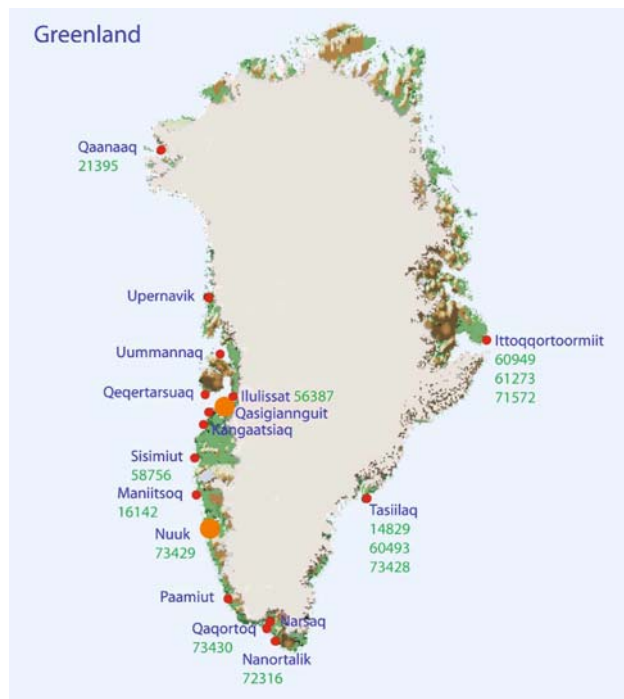 Greenland
Qaanaaq
21395
Upernavik
Uummannaq
Ittoqqortoormiit
60949
61273
71572
Qeqertarsuaq
Ilulissat 56387
Qasigiannguit
Kangaatsiaq
Sisimiut
58756
Maniitsoq
16142
Tasiilaq
14829
60493
73428
Nuuk
73429
Paamiut
Narsaq
Qaqortoq
73430
Nanortalik
72316